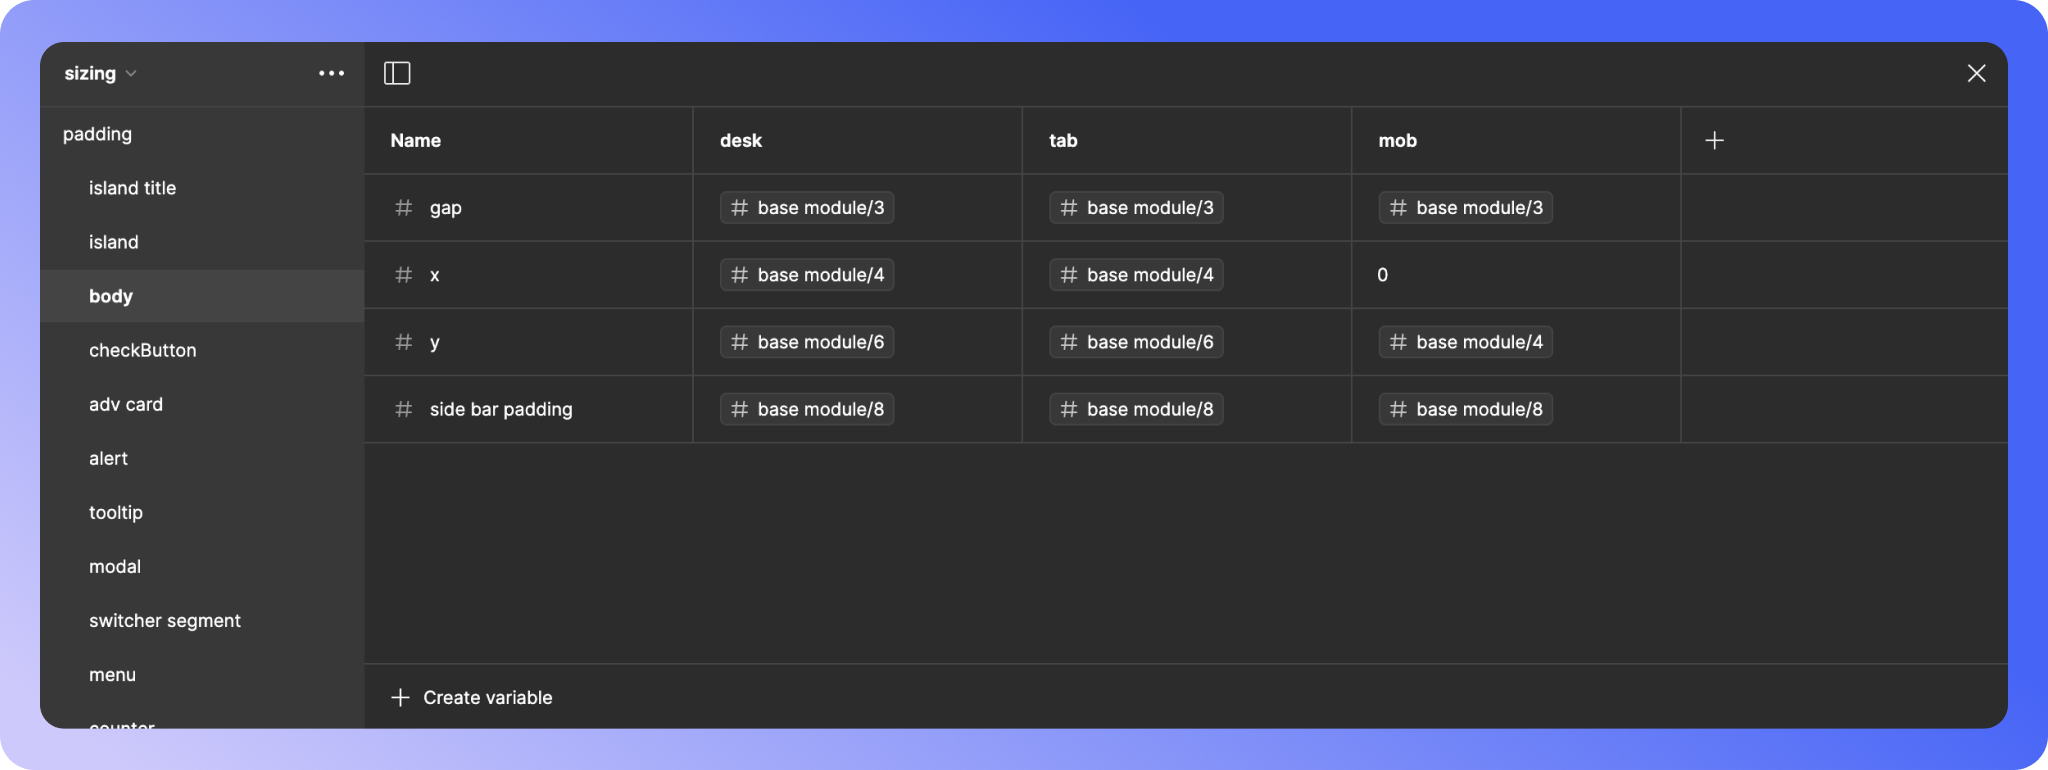 sizing
padding
island title
island
body
checkButton
adv card
alert
tooltip
modal
switcher segment
menu
counter
Name desk tab mob
gap base module/3 base module/3 base module/3
x base module/4 base module/4 0
y base module/6 base module/6 base module/4
side bar padding base module/8 base module/8 base module/8
Create variable